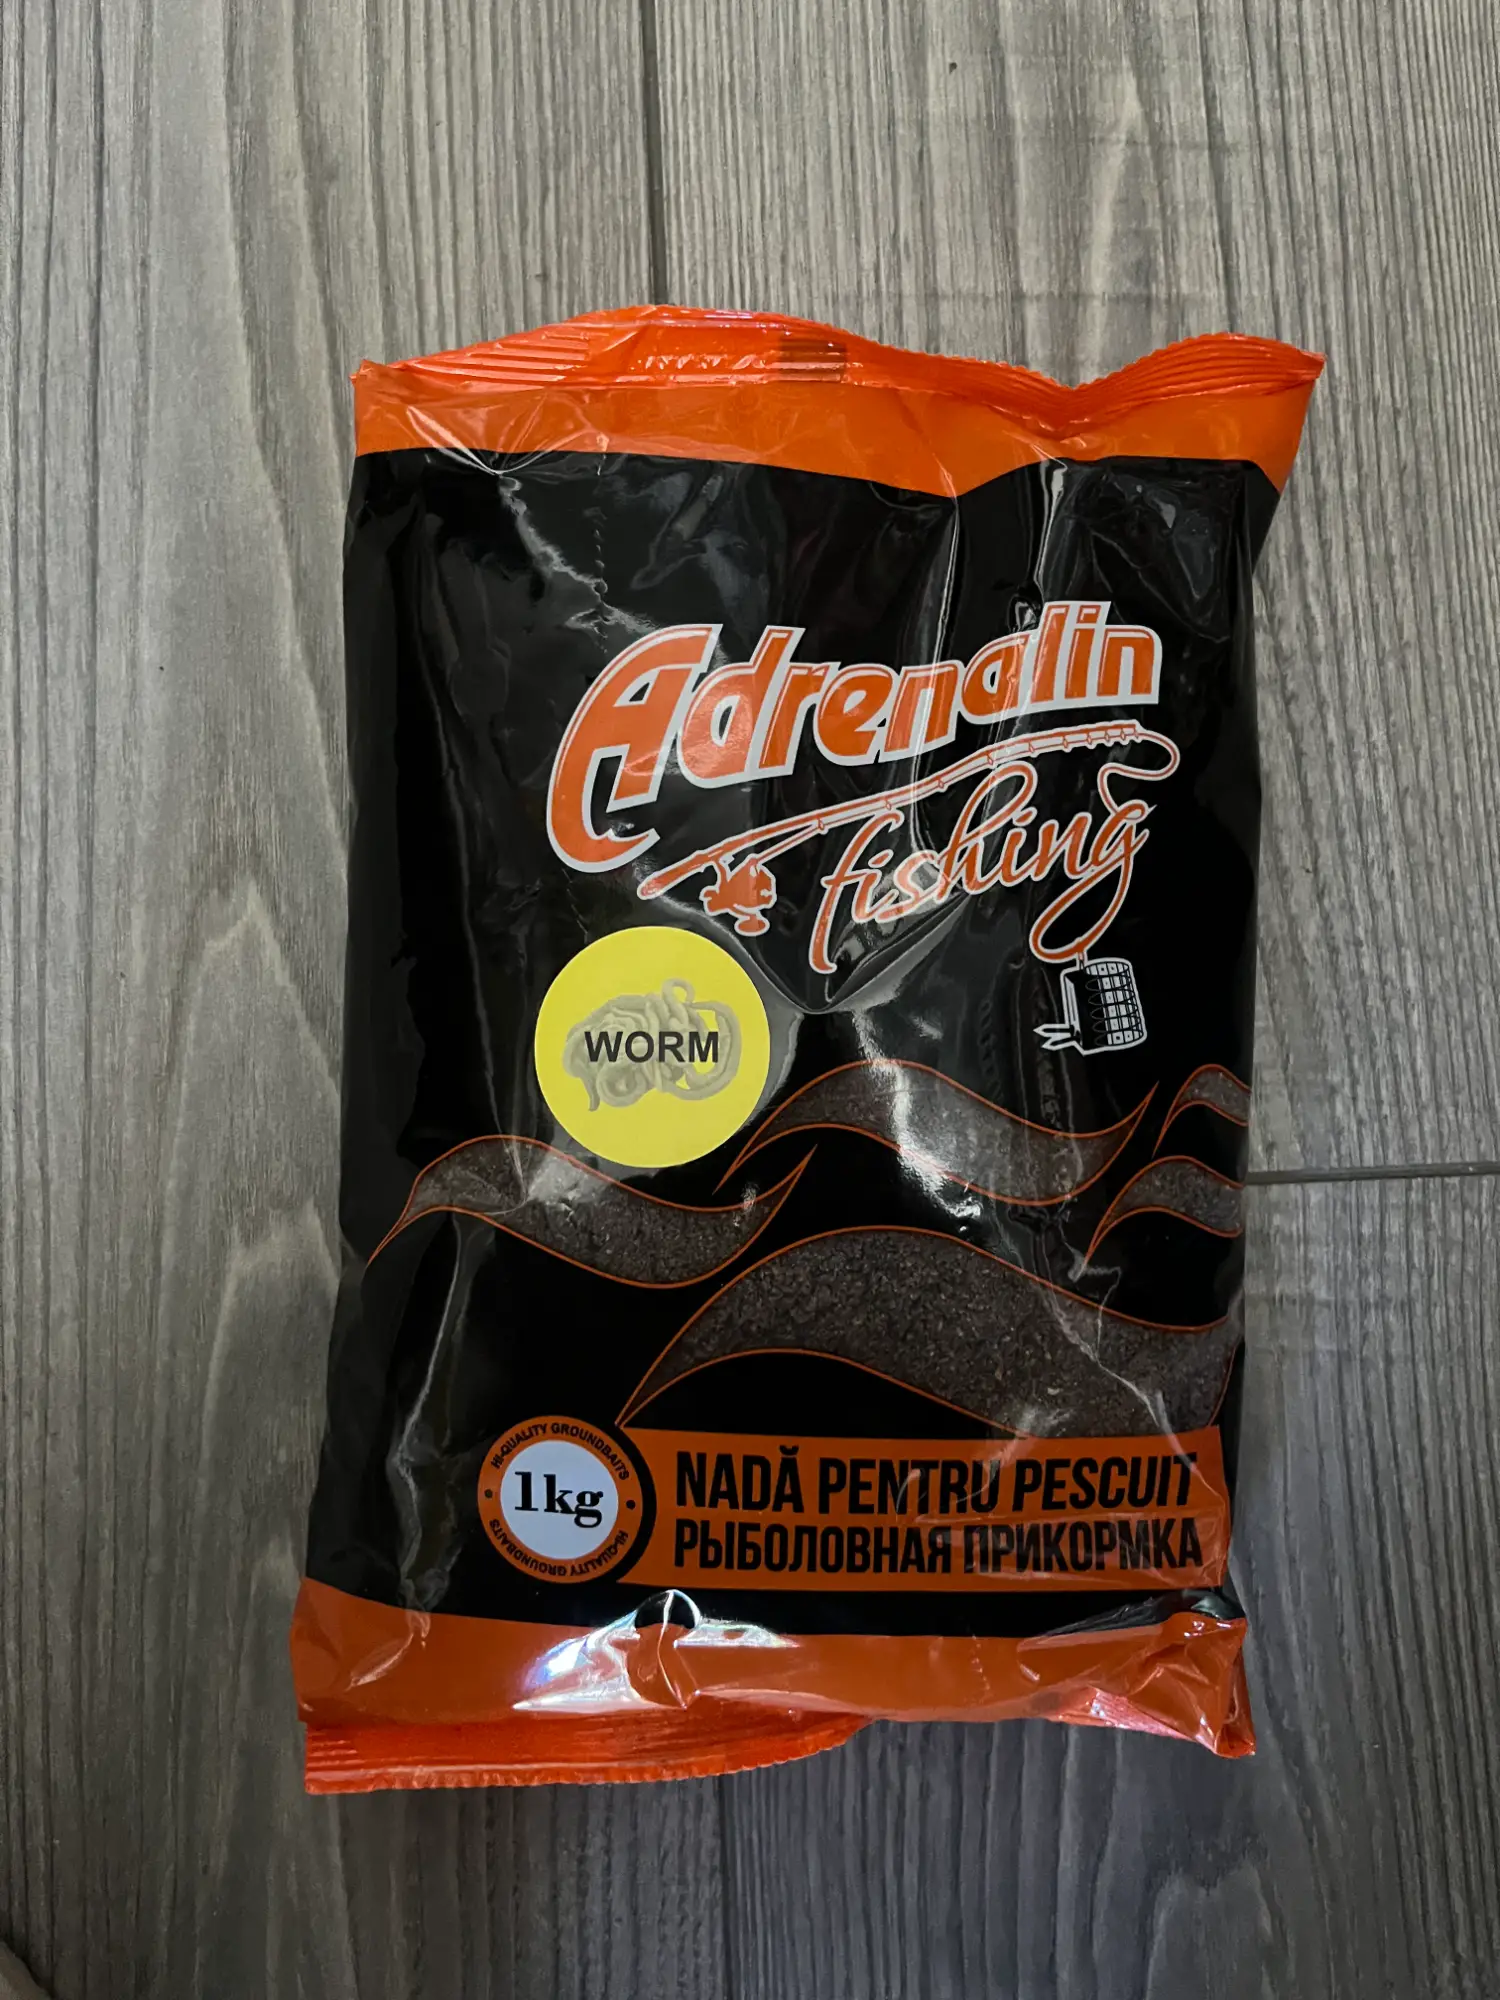 Adrenalin
fishing
WORM
HI-QUALITY GROUNDBAITS
1kg
HI-QUALITY GROUNDBAITS
NADĂ PENTRU PESCUIT
РЫБОЛОВНАЯ ПРИКОРМКА